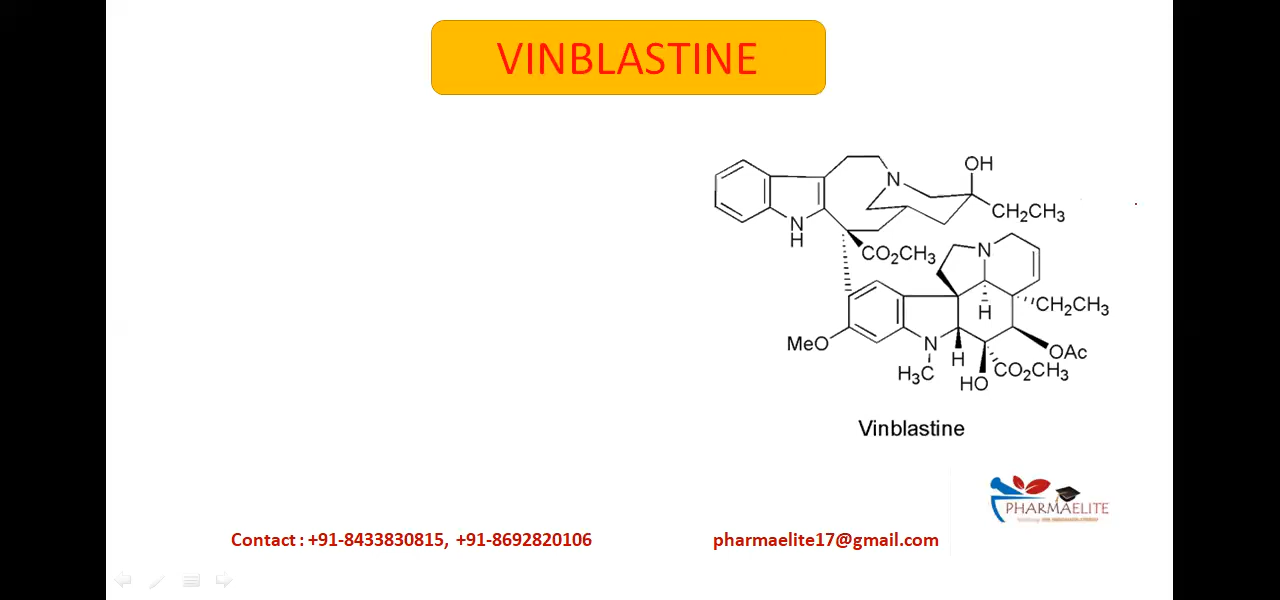 VINBLASTINE
OH
N
CH₂CH₃
N
H
CO₂CH₃
N
H
CH₂CH₃
MeO
N
H
OAc
H₃C
HO
CO₂CH₃
Vinblastine
PHARMAELITE
Contact : +91-8433830815, +91-8692820106
pharmaelite17@gmail.com